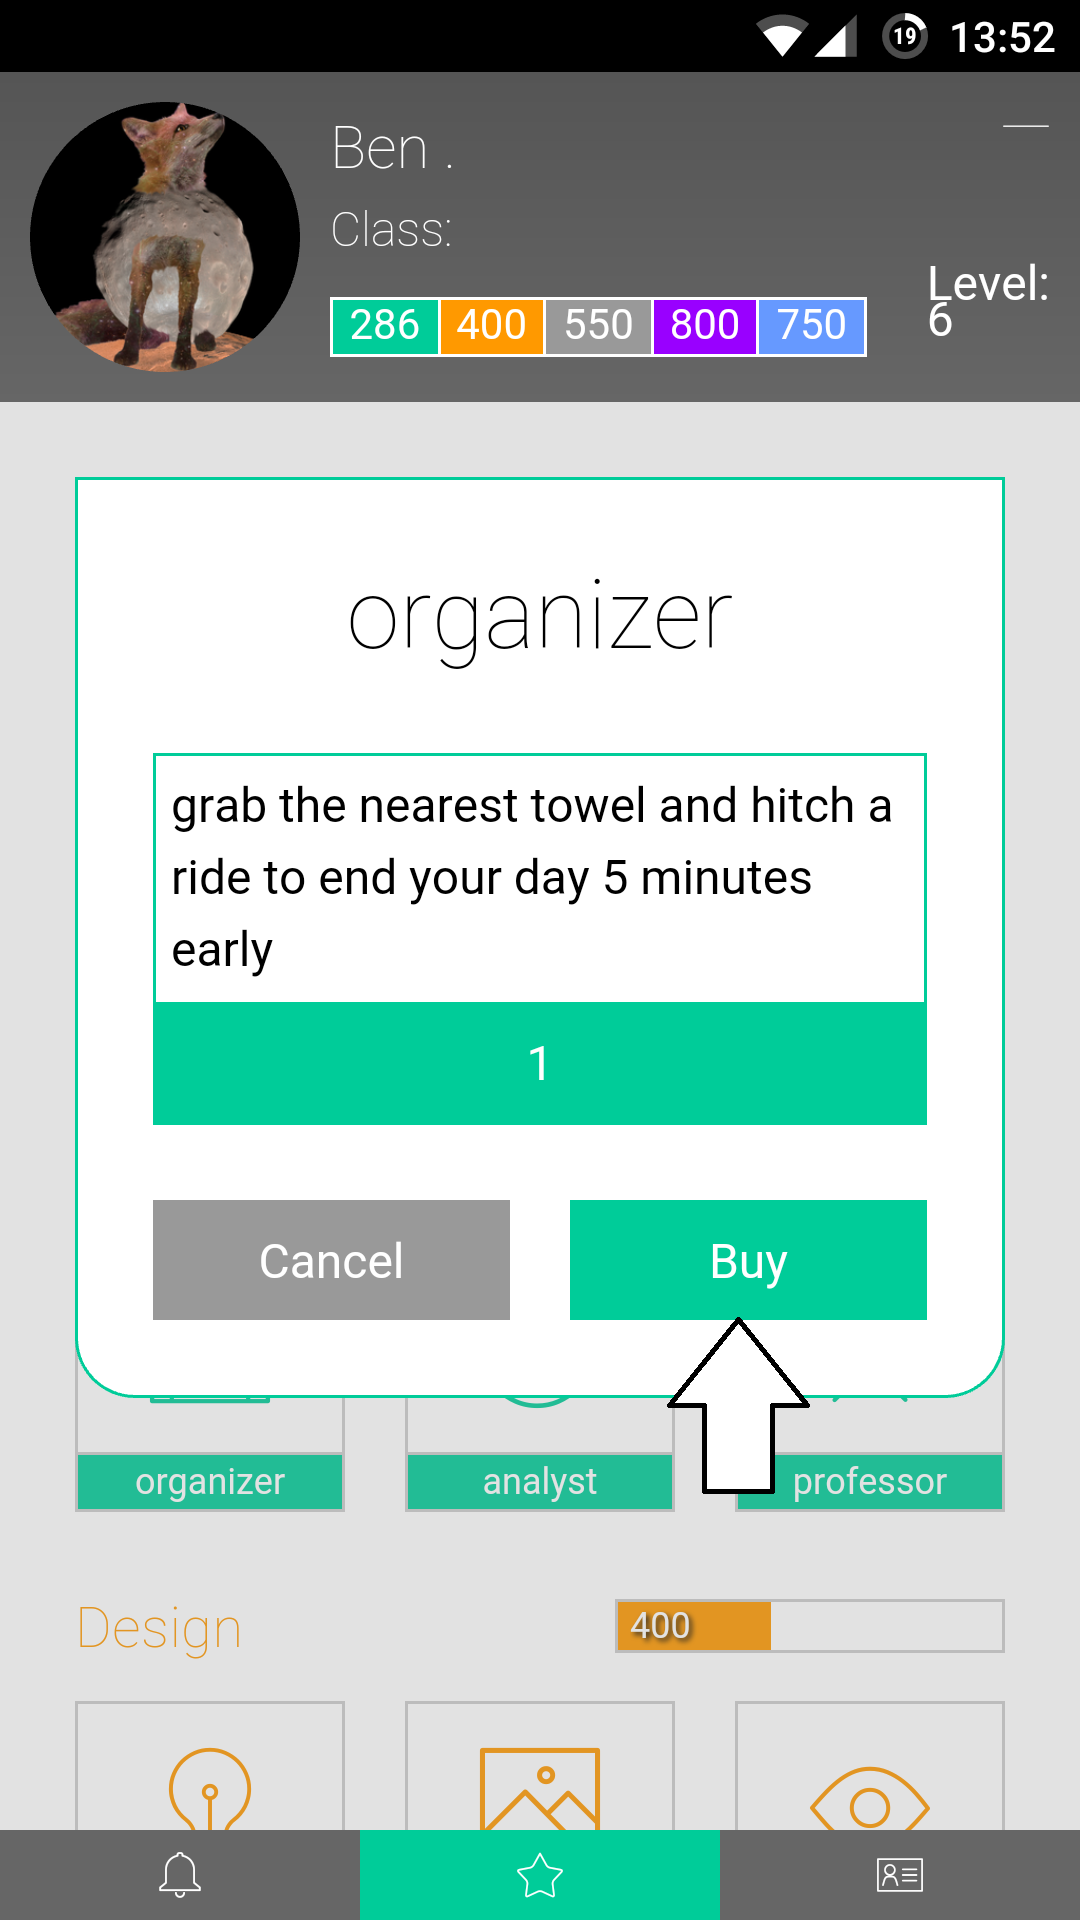 19 13:52
Ben .
Class:
Level:
6
286 400 550 800 750
organizer
grab the nearest towel and hitch a
ride to end your day 5 minutes
early
1
Cancel Buy
organizer analyst professor
Design 400